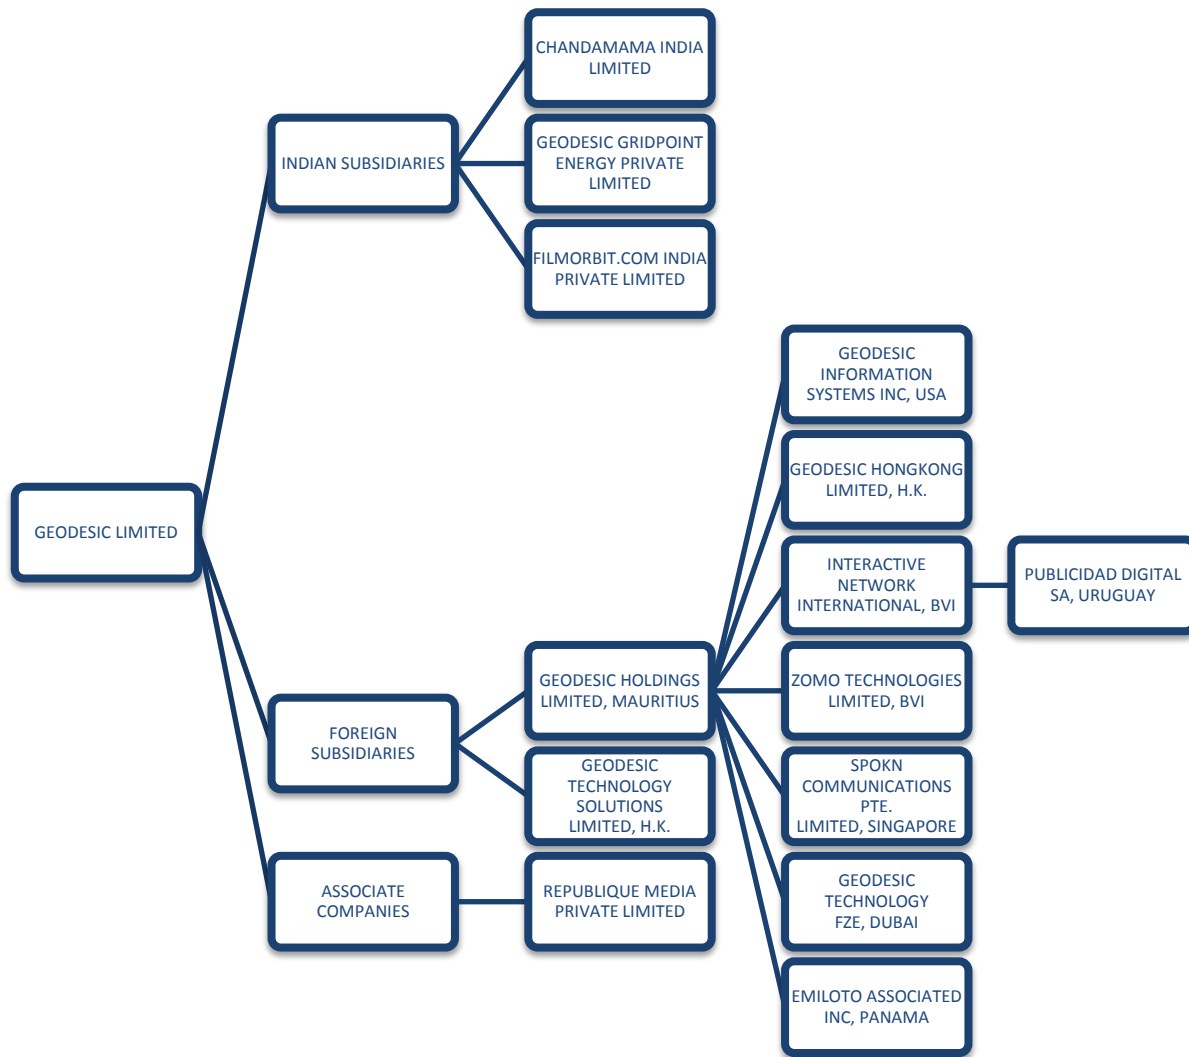 CHANDAMAMA INDIA
LIMITED
INDIAN SUBSIDIARIES
GEODESIC GRIDPOINT
ENERGY PRIVATE
LIMITED
FILMORBIT.COM INDIA
PRIVATE LIMITED
GEODESIC LIMITED
FOREIGN
SUBSIDIARIES
GEODESIC HOLDINGS
LIMITED, MAURITIUS
GEODESIC
INFORMATION
SYSTEMS INC, USA
GEODESIC HONGKONG
LIMITED, H.K.
INTERACTIVE
NETWORK
INTERNATIONAL, BVI
PUBLICIDAD DIGITAL
SA, URUGUAY
ZOMO TECHNOLOGIES
LIMITED, BVI
SPOKN
COMMUNICATIONS
PTE.
LIMITED, SINGAPORE
GEODESIC
TECHNOLOGY
FZE, DUBAI
EMILOTO ASSOCIATED
INC, PANAMA
GEODESIC
TECHNOLOGY
SOLUTIONS
LIMITED, H.K.
ASSOCIATE
COMPANIES
REPUBLIQUE MEDIA
PRIVATE LIMITED